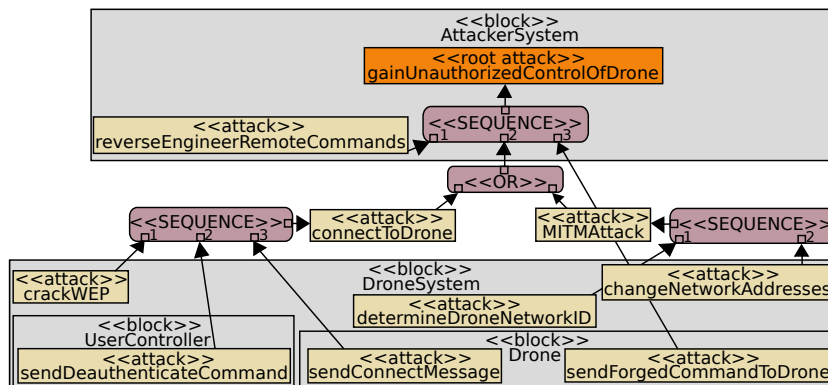 <<block>>
AttackerSystem
<<root attack>>
gainUnauthorizedControlOfDrone
<<attack>>
reverseEngineerRemoteCommands
<<SEQUENCE>>
1
2
3
<<OR>>
<<SEQUENCE>>
1
2
3
<<attack>>
connectToDrone
<<attack>>
MITMAttack
<<SEQUENCE>>
1
2
<<block>>
DroneSystem
<<attack>>
crackWEP
<<attack>>
determineDroneNetworkID
<<attack>>
changeNetworkAddresses
<<block>>
UserController
<<attack>>
sendDeauthenticateCommand
<<block>>
Drone
<<attack>>
sendConnectMessage
<<attack>>
sendForgedCommandToDrone